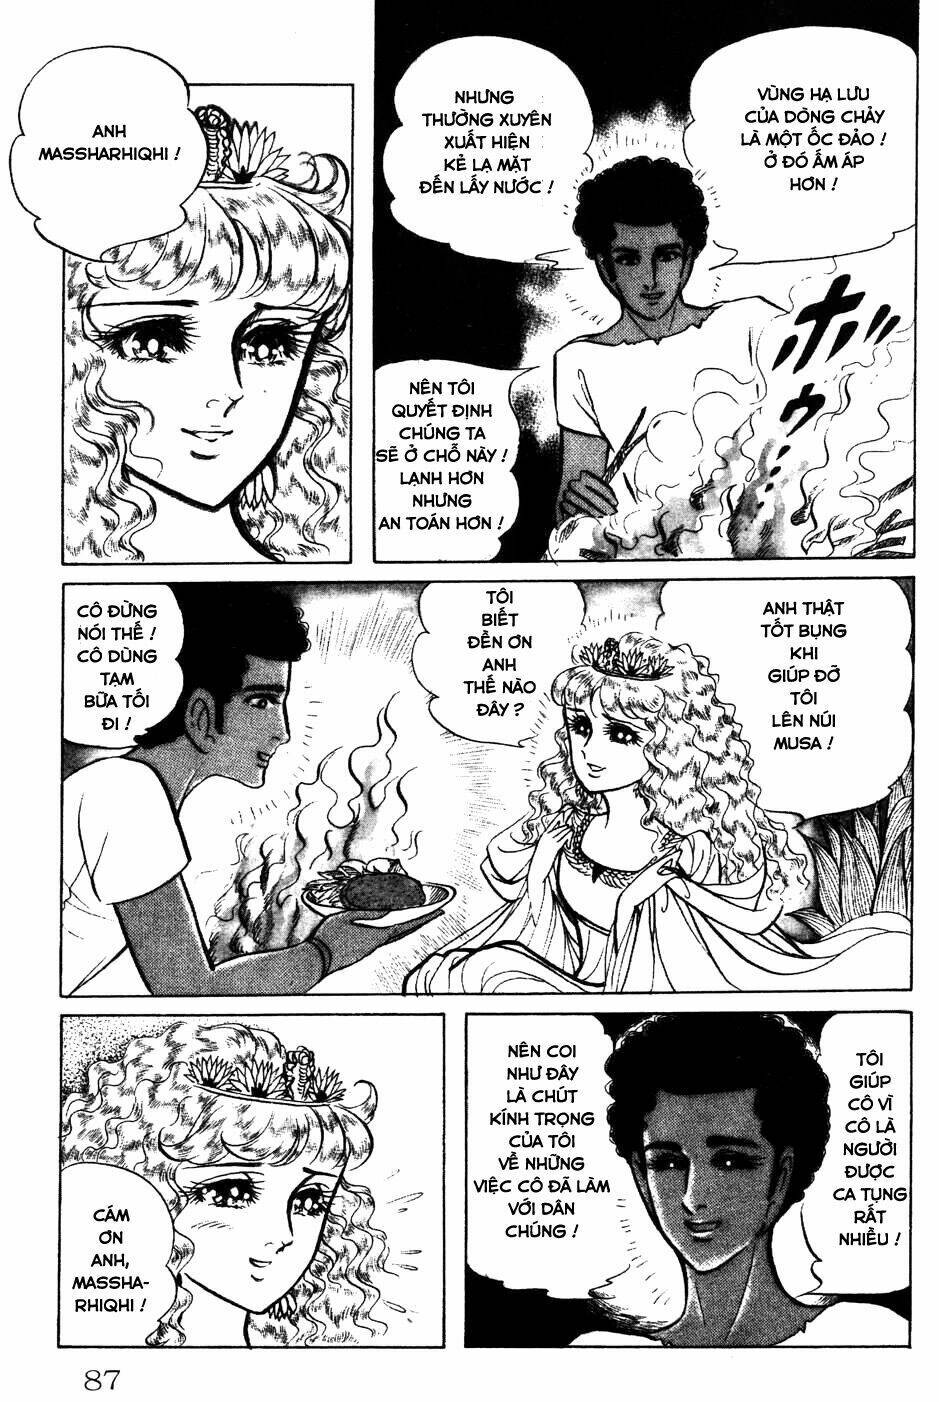 VÙNG HẠ LƯU
CỦA DÒNG CHẢY
LÀ MỘT ỐC ĐẢO !
Ở ĐÓ ẤM ÁP
HƠN !
NHƯNG
THƯỜNG XUYÊN
XUẤT HIỆN
KẺ LẠ MẶT
ĐẾN LẤY NƯỚC !
ボウ...
NÊN TÔI
QUYẾT ĐỊNH
CHÚNG TA
SẼ Ở CHỖ NÀY !
LẠNH HƠN
NHƯNG
AN TOÁN HƠN !
ANH
MASSHARHIQHI !
ANH THẬT
TỐT BỤNG
KHI
GIÚP ĐỠ
TÔI
LÊN NÚI
MUSA !
TÔI
BIẾT
ĐỀN ƠN
ANH
THẾ NÀO
ĐÂY ?
CÔ ĐỪNG
NÓI THẾ !
CÔ DÙNG
TẠM
BỮA TỐI
ĐI !
TÔI
GIÚP
CÔ VÌ
CÔ LÀ
NGƯỜI
ĐƯỢC
CA TỤNG
RẤT
NHIỀU !
NÊN COI
NHƯ ĐÂY
LÀ CHÚT
KÍNH TRỌNG
CỦA TÔI
VỀ NHỮNG
VIỆC CÔ ĐÃ LÀM
VỚI DÂN
CHÚNG !
CÁM
ƠN
ANH,
MASSHA-
RHIQHI !
87